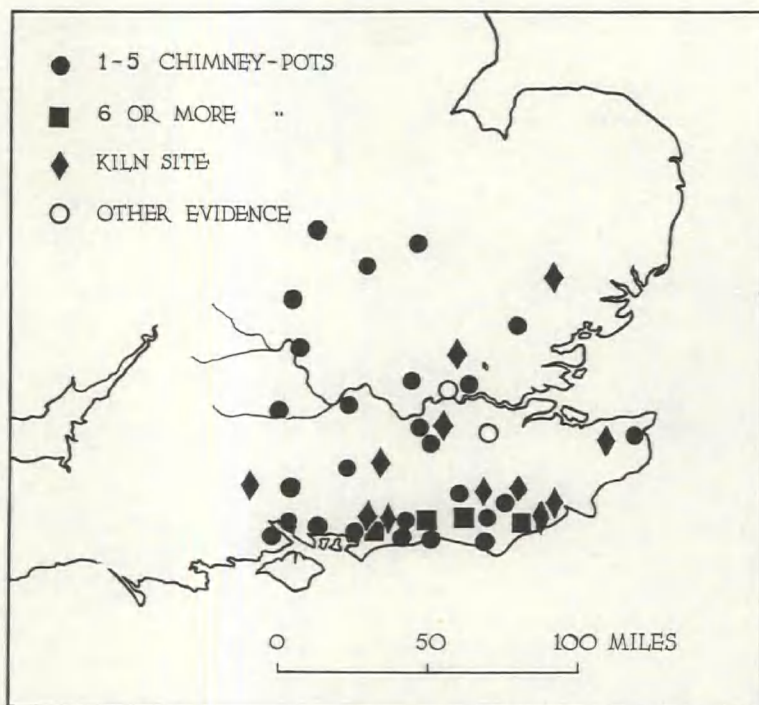 1-5 CHIMNEY-POTS
6 OR MORE "
KILN SITE
OTHER EVIDENCE
0 50 100 MILES